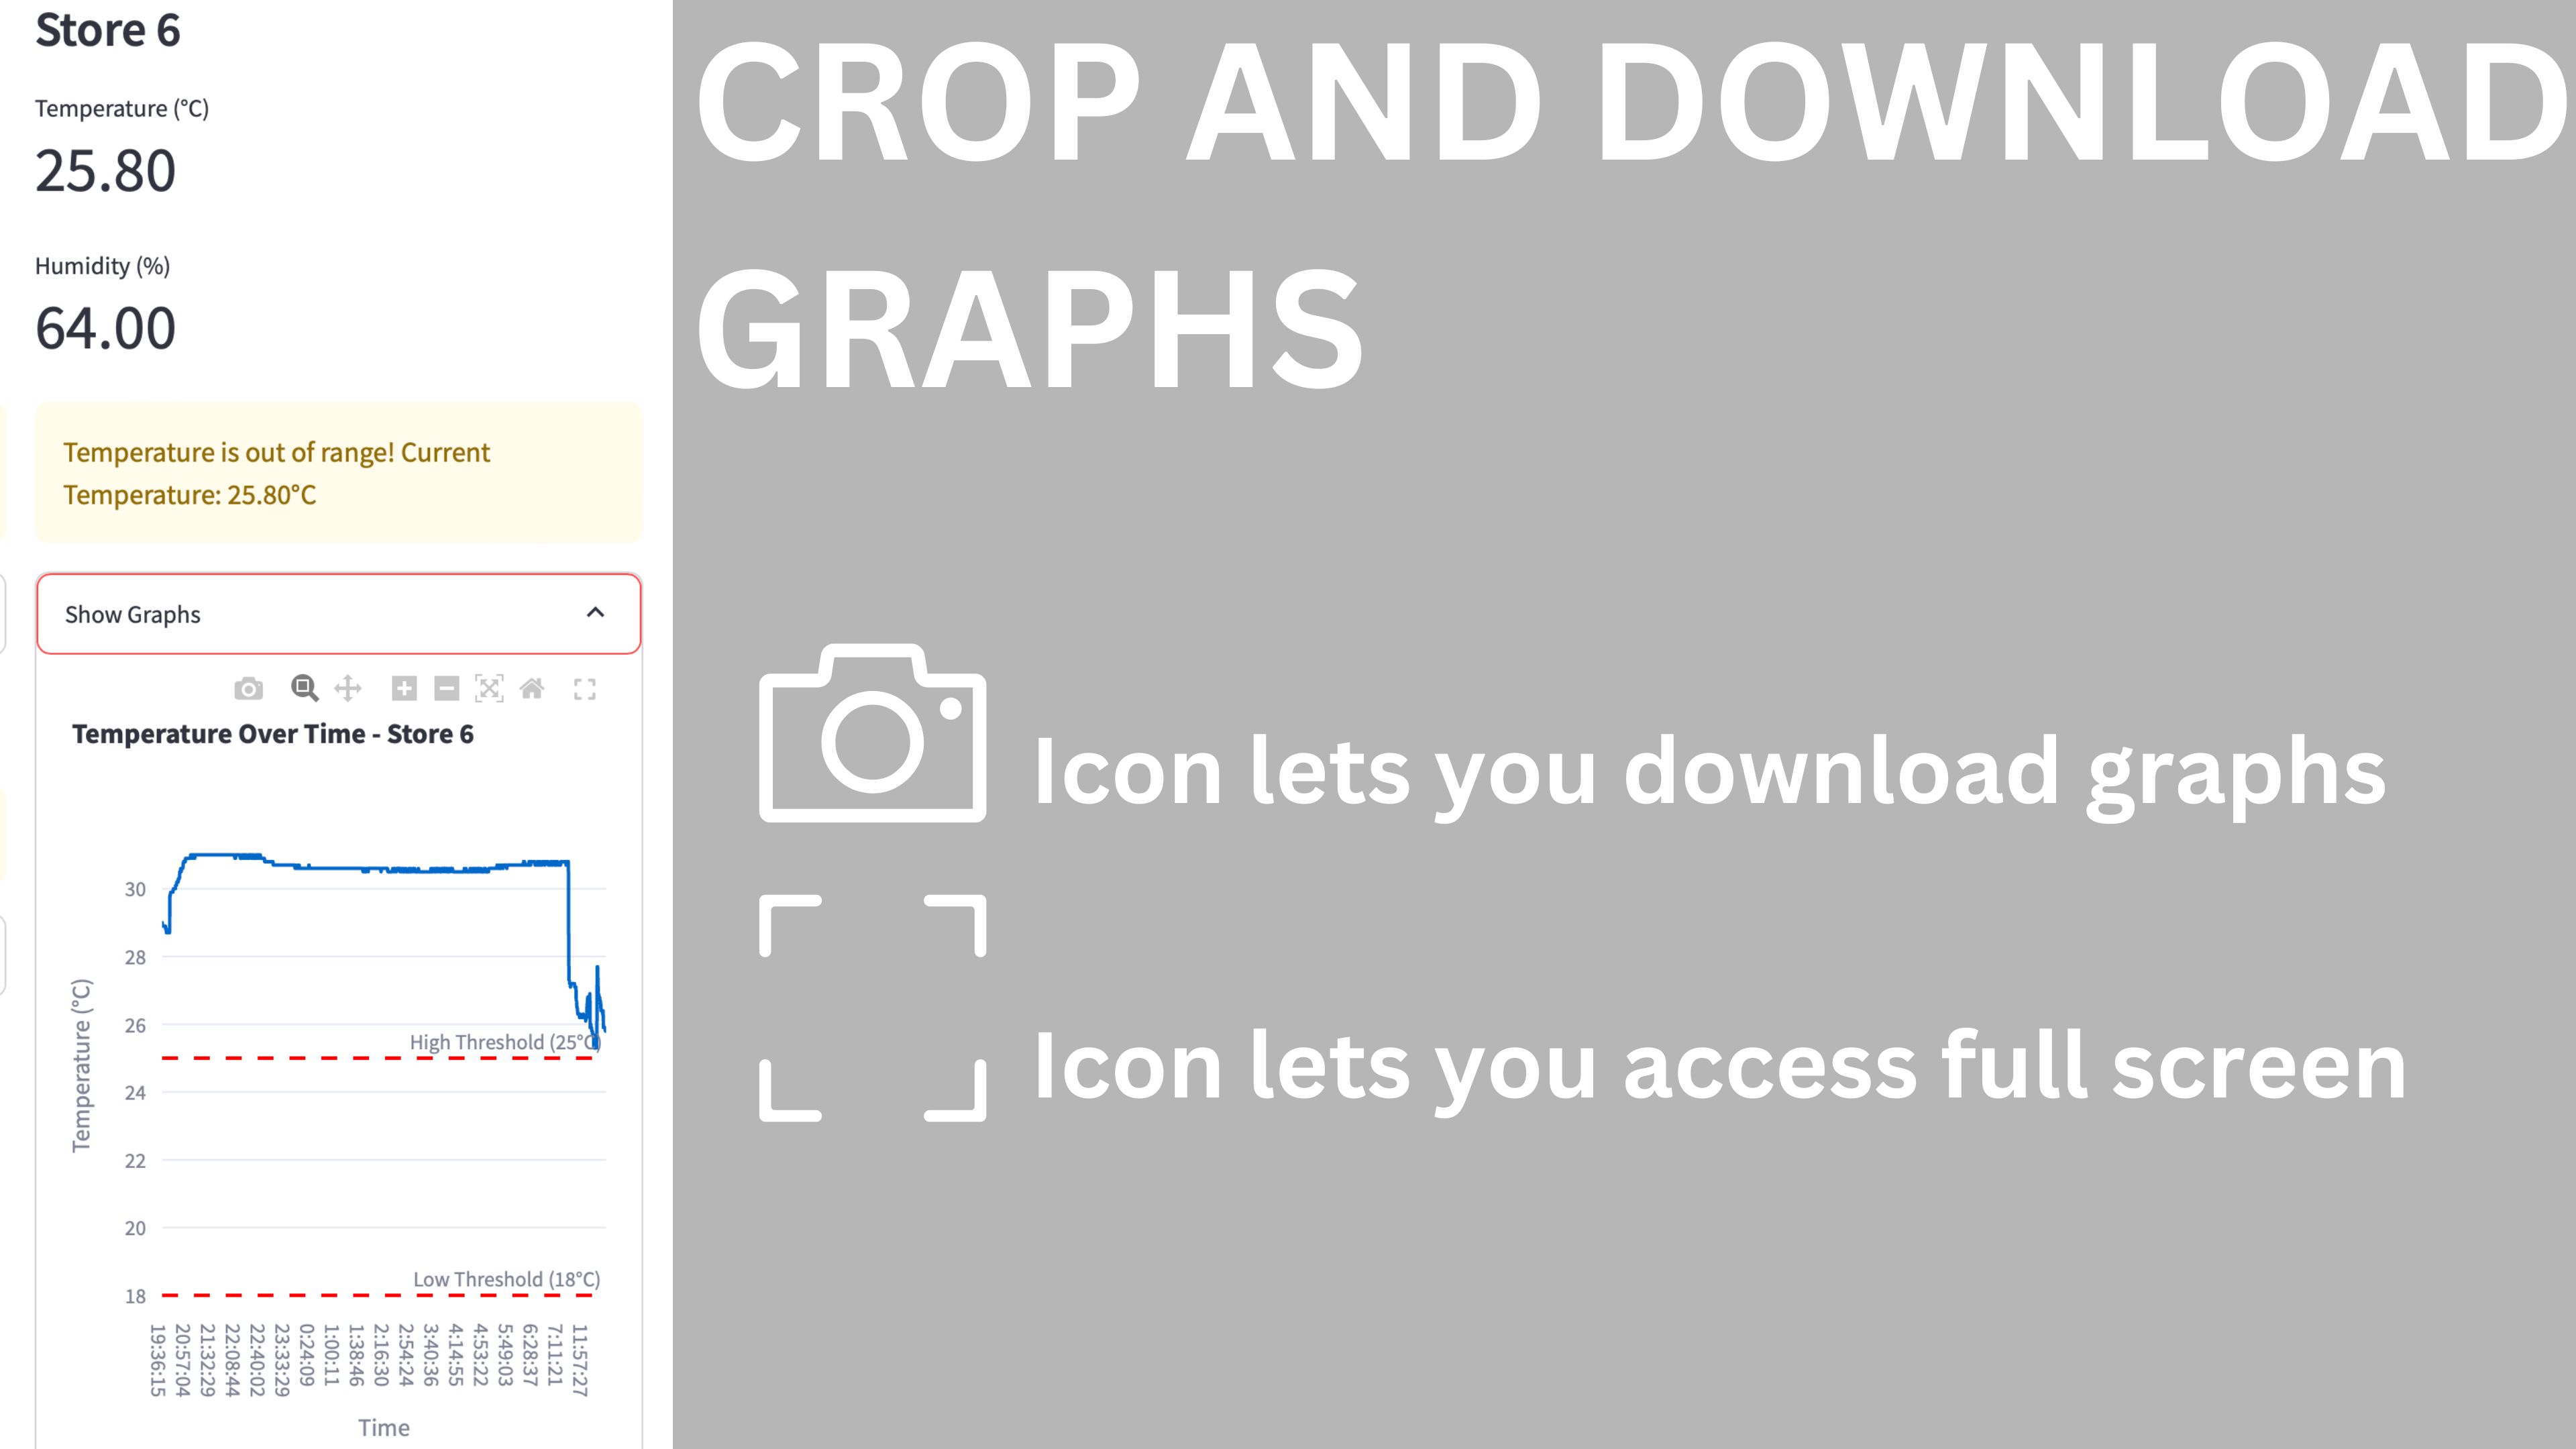 Store 6
Temperature (°C)
25.80
Humidity (%)
64.00
Temperature is out of range! Current
Temperature: 25.80°C
Show Graphs
Temperature Over Time - Store 6
30
28
26
24
22
20
18
Temperature (°C)
High Threshold (25°C)
Low Threshold (18°C)
19:36:15
20:57:04
21:32:29
22:08:44
22:40:02
23:33:29
0:24:09
1:00:11
1:38:46
2:16:30
2:54:24
3:40:36
4:14:55
4:53:22
5:49:03
6:28:37
7:11:21
11:57:27
Time
CROP AND DOWNLOAD
GRAPHS
Icon lets you download graphs
Icon lets you access full screen